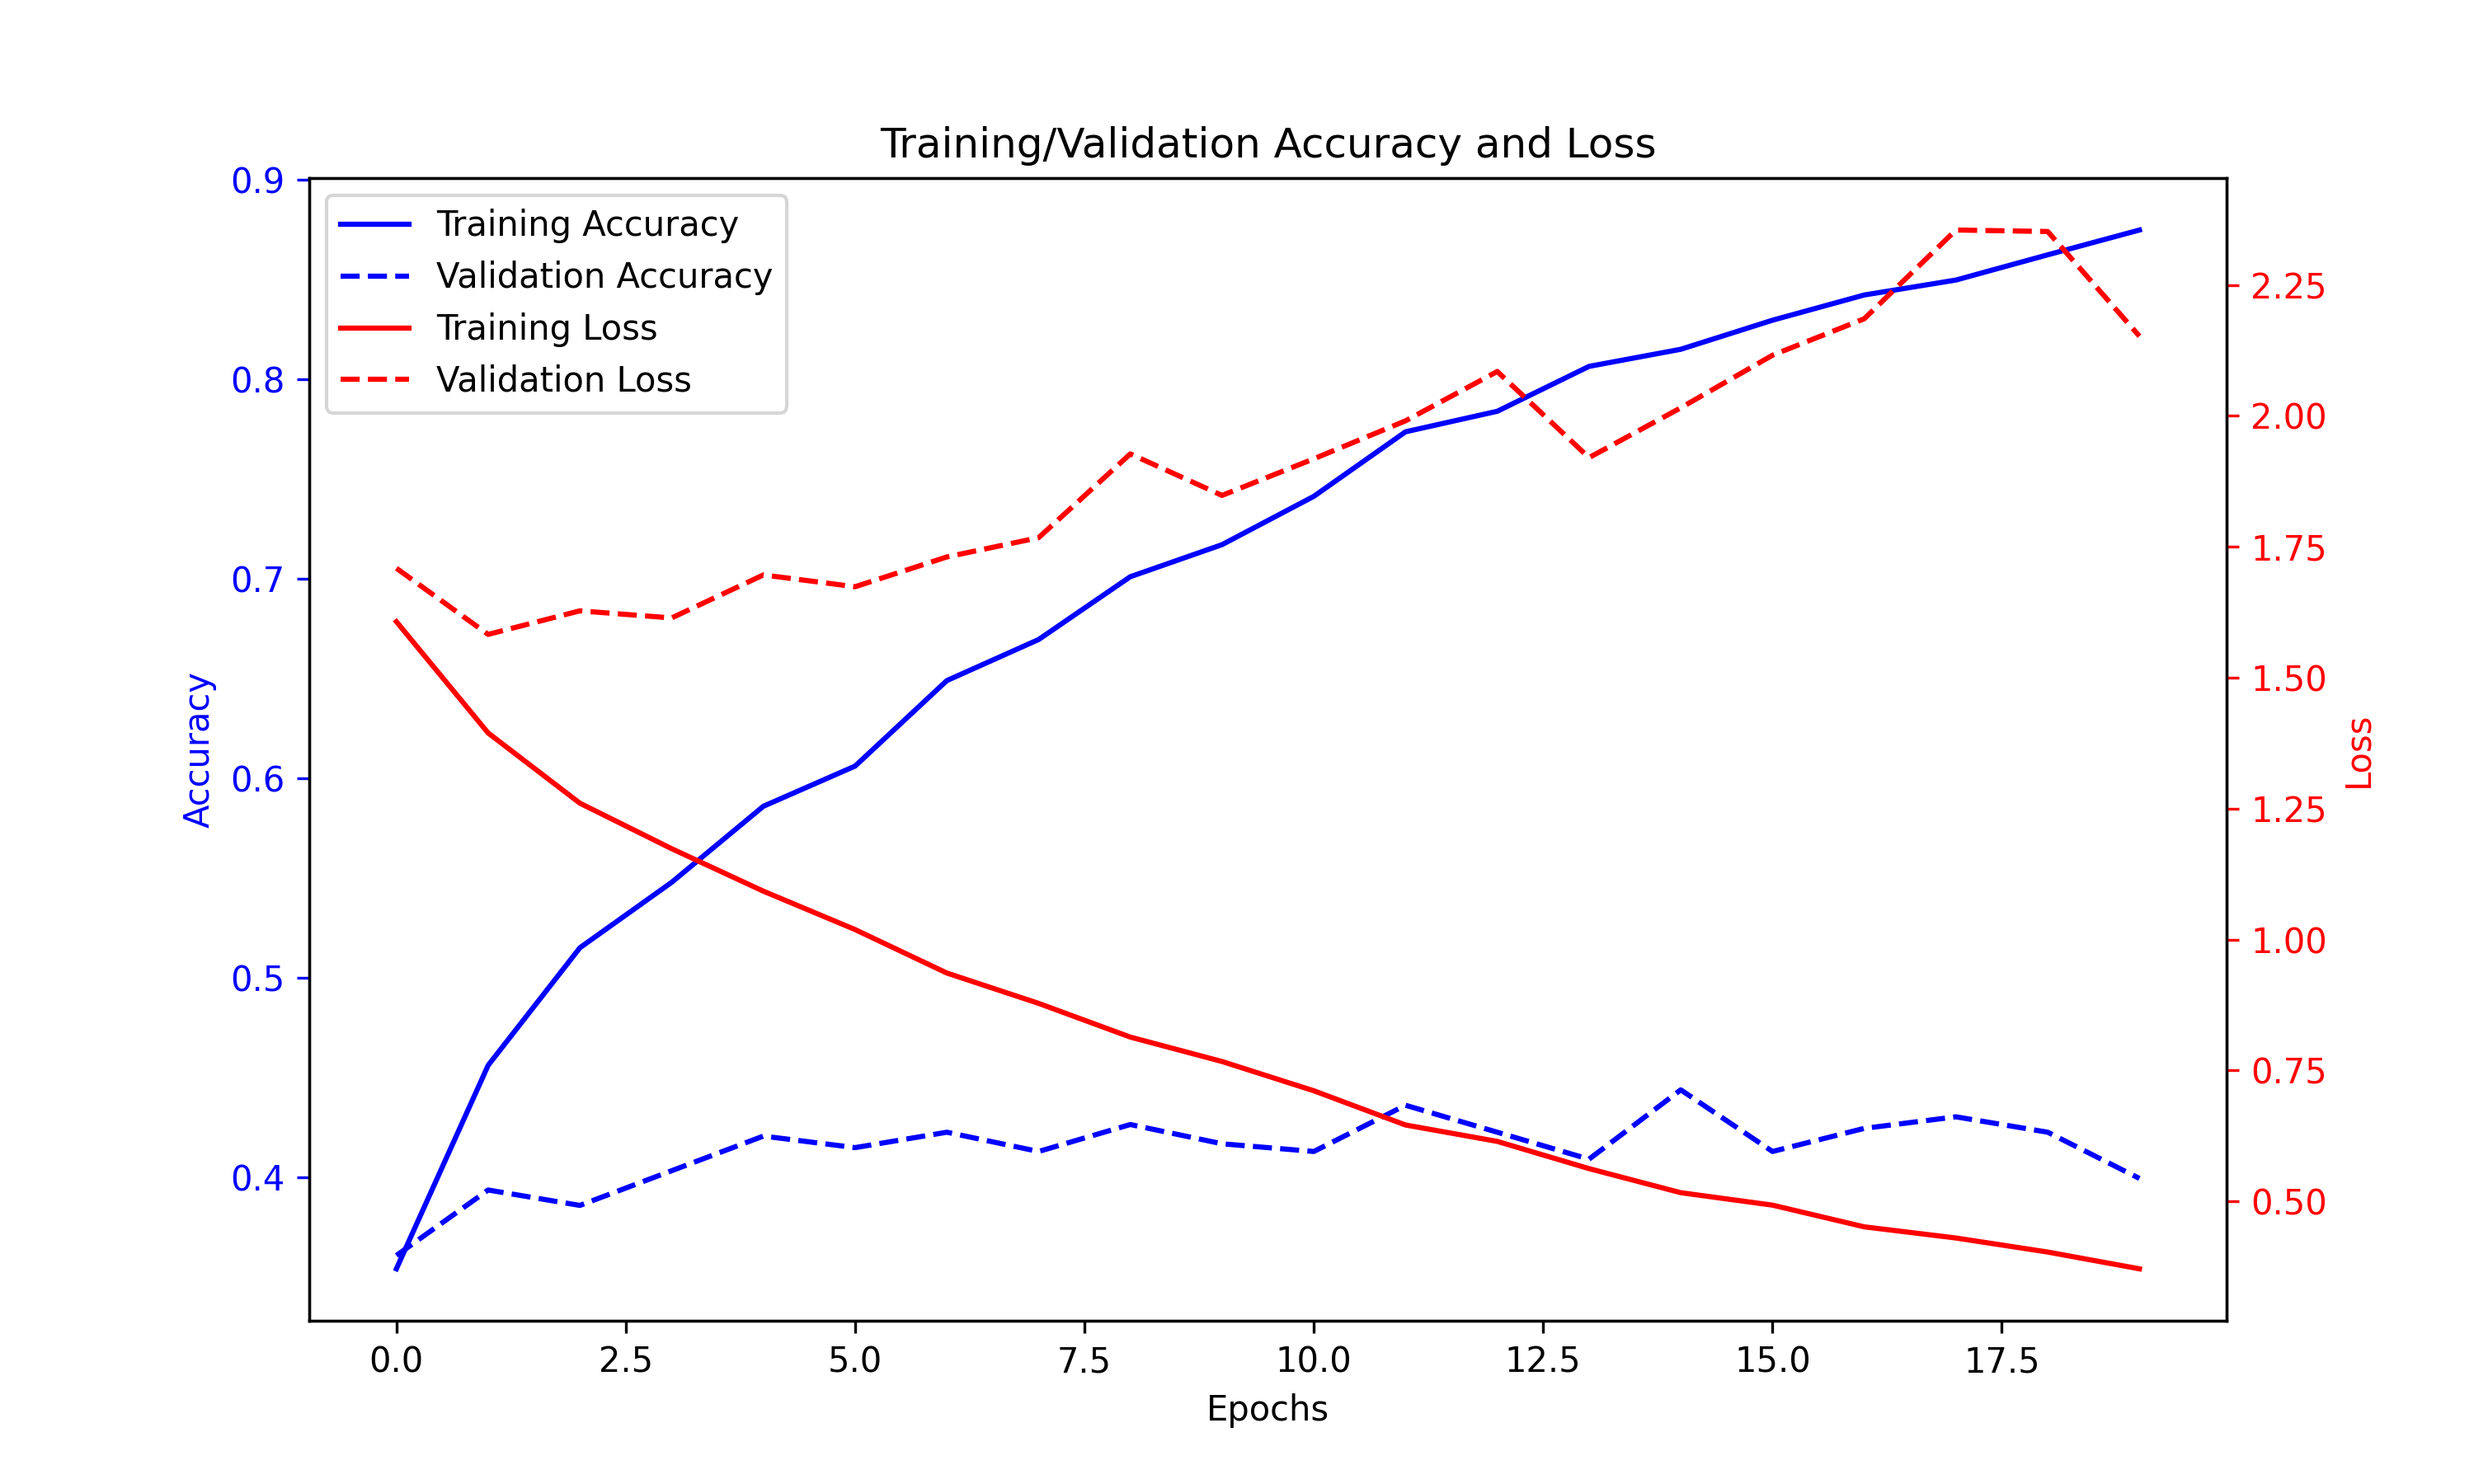 Training/Validation Accuracy and Loss
Training Accuracy
Validation Accuracy
Training Loss
Validation Loss
Accuracy
0.9
0.8
0.7
0.6
0.5
0.4
2.25
2.00
1.75
1.50
1.25
1.00
0.75
0.50
Loss
0.0 2.5 5.0 7.5 10.0 12.5 15.0 17.5
Epochs